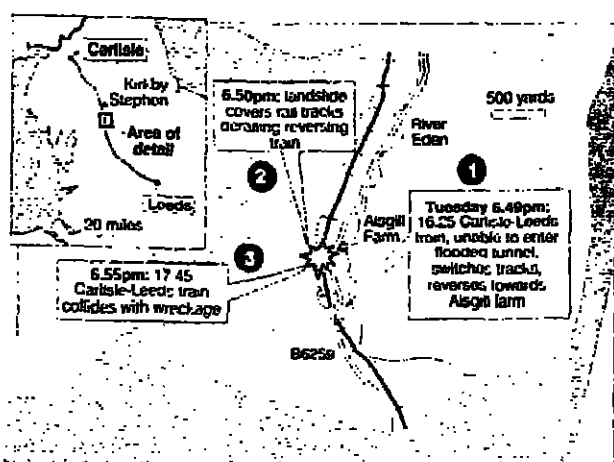 Carlisle
Kirkby
Stephen
Area of
detail
Leeds
20 miles
6.50pm: landslide
covers rail tracks
derailing reversing
train
2
500 yards
River
Eden
1
Tuesday 6.49pm:
16.25 Carlisle-Leeds
train, unable to enter
flooded tunnel,
switches tracks,
reverses towards
Aisgill farm
Aisgill
Farm
3
6.55pm: 17 45
Carlisle-Leeds train
collides with wreckage
B6259